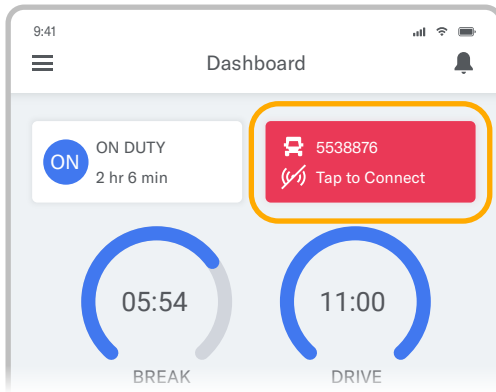 9:41
Dashboard
ON
ON DUTY
2 hr 6 min
5538876
Tap to Connect
05:54
BREAK
11:00
DRIVE